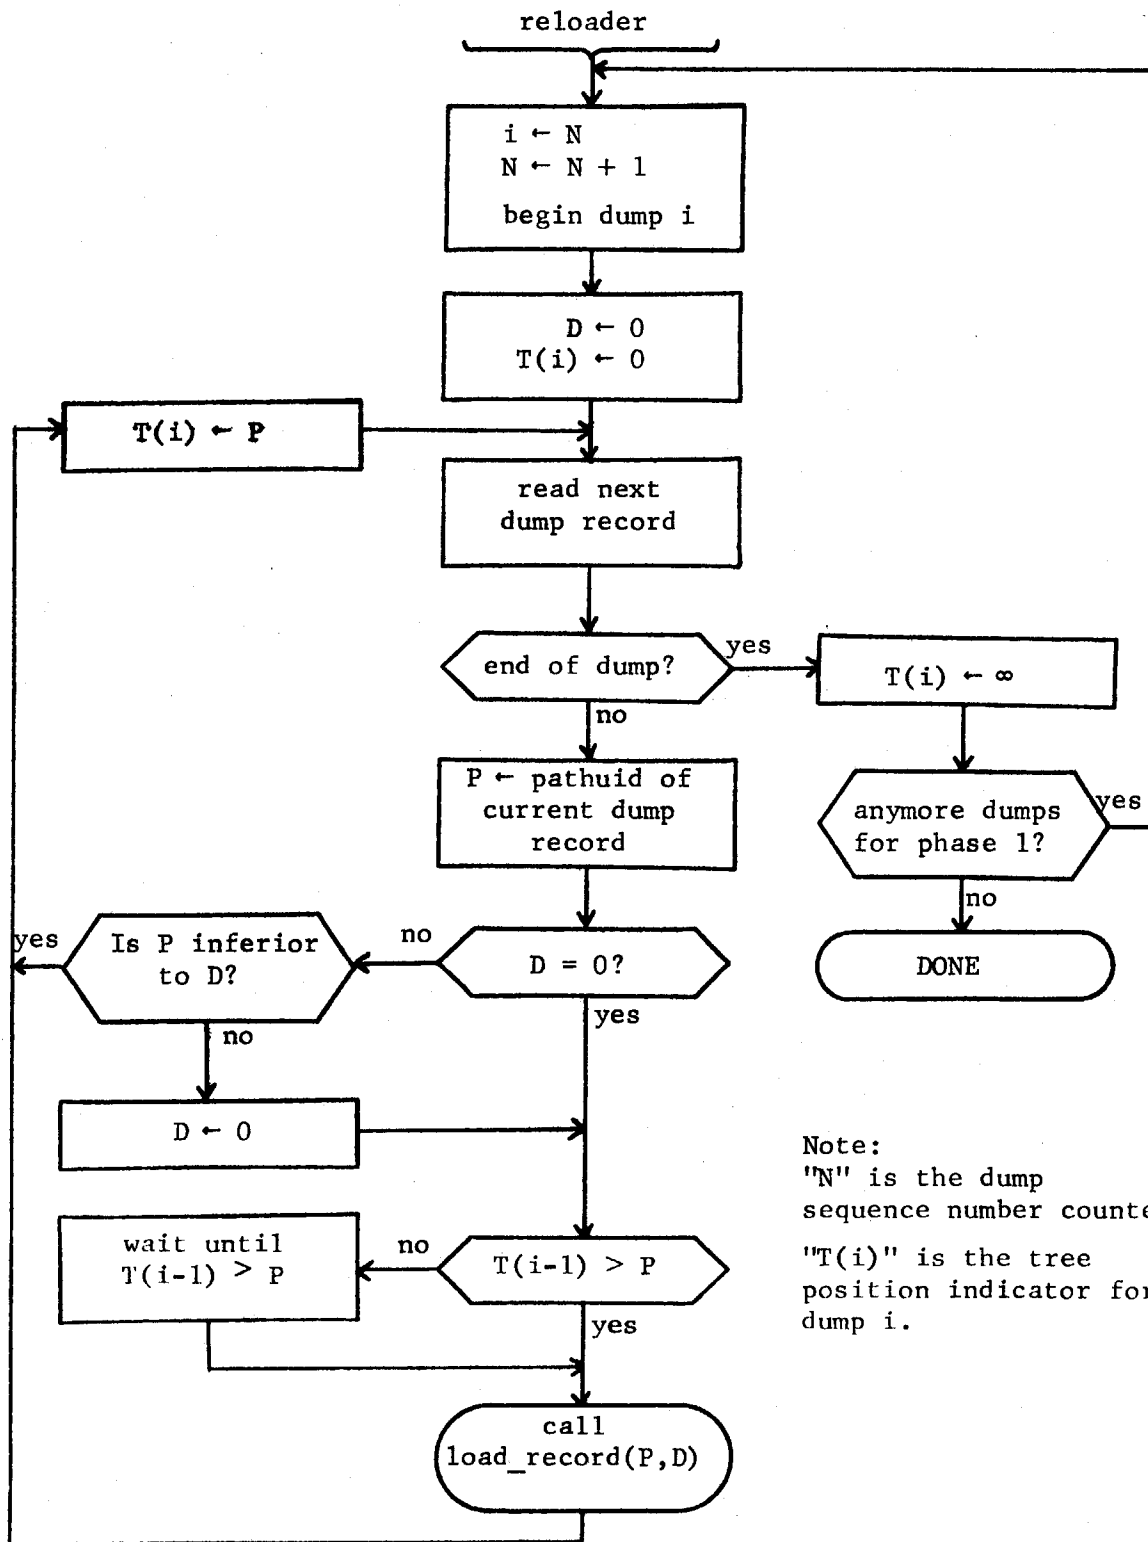 reloader
i ← N
N ← N + 1
begin dump i
D ← 0
T(i) ← 0
T(i) ← P
read next
dump record
end of dump?
yes
no
T(i) ← ∞
P ← pathuid of
current dump
record
anymore dumps
for phase 1?
yes
no
DONE
D = 0?
no
yes
Is P inferior
to D?
yes
no
D ← 0
T(i-1) > P
no
yes
wait until
T(i-1) > P
call
load_record(P,D)
Note:
"N" is the dump
sequence number counte
"T(i)" is the tree
position indicator for
dump i.